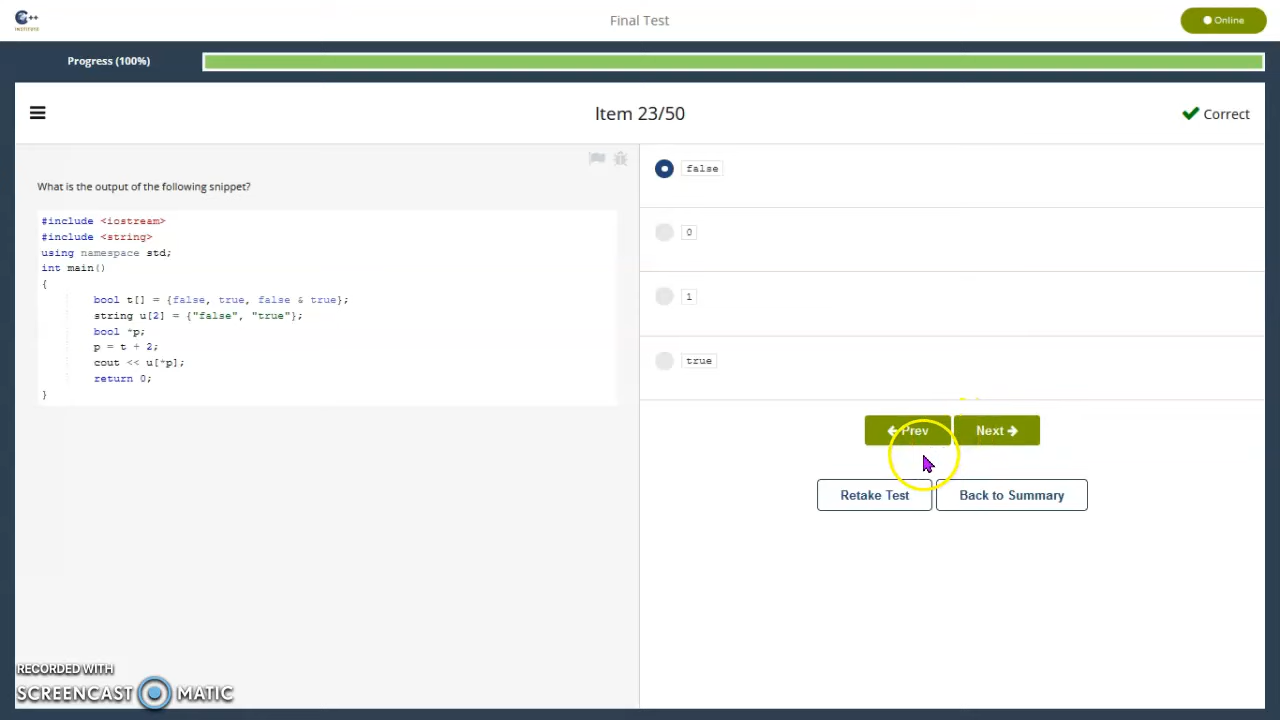 C++
INSTITUTE
Final Test
Online
Progress (100%)
Item 23/50
Correct
What is the output of the following snippet?
#include <iostream>
#include <string>
using namespace std;
int main()
{
bool t[] = {false, true, false & true};
string u[2] = {"false", "true"};
bool *p;
p = t + 2;
cout << u[*p];
return 0;
}
false
0
1
true
Prev
Next
Retake Test
Back to Summary
RECORDED WITH
SCREENCAST MATIC